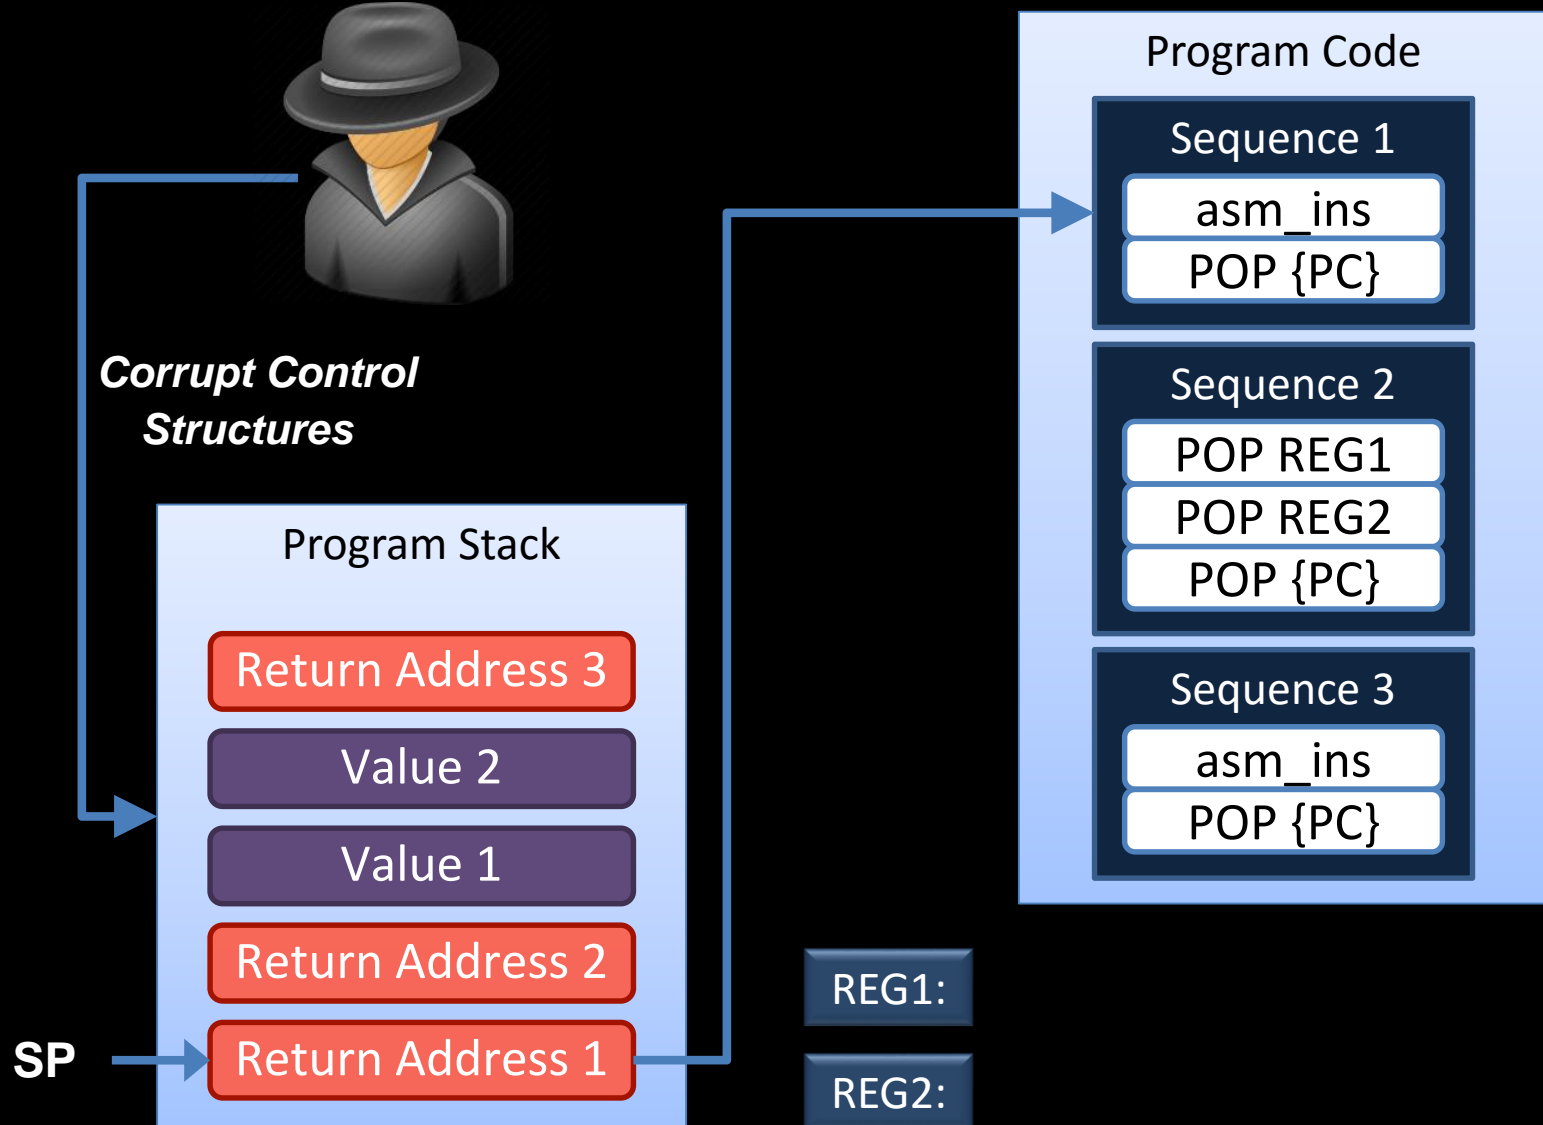 Corrupt Control
Structures
Program Stack
Return Address 3
Value 2
Value 1
Return Address 2
SP
Return Address 1
Program Code
Sequence 1
asm_ins
POP {PC}
Sequence 2
POP REG1
POP REG2
POP {PC}
Sequence 3
asm_ins
POP {PC}
REG1:
REG2: